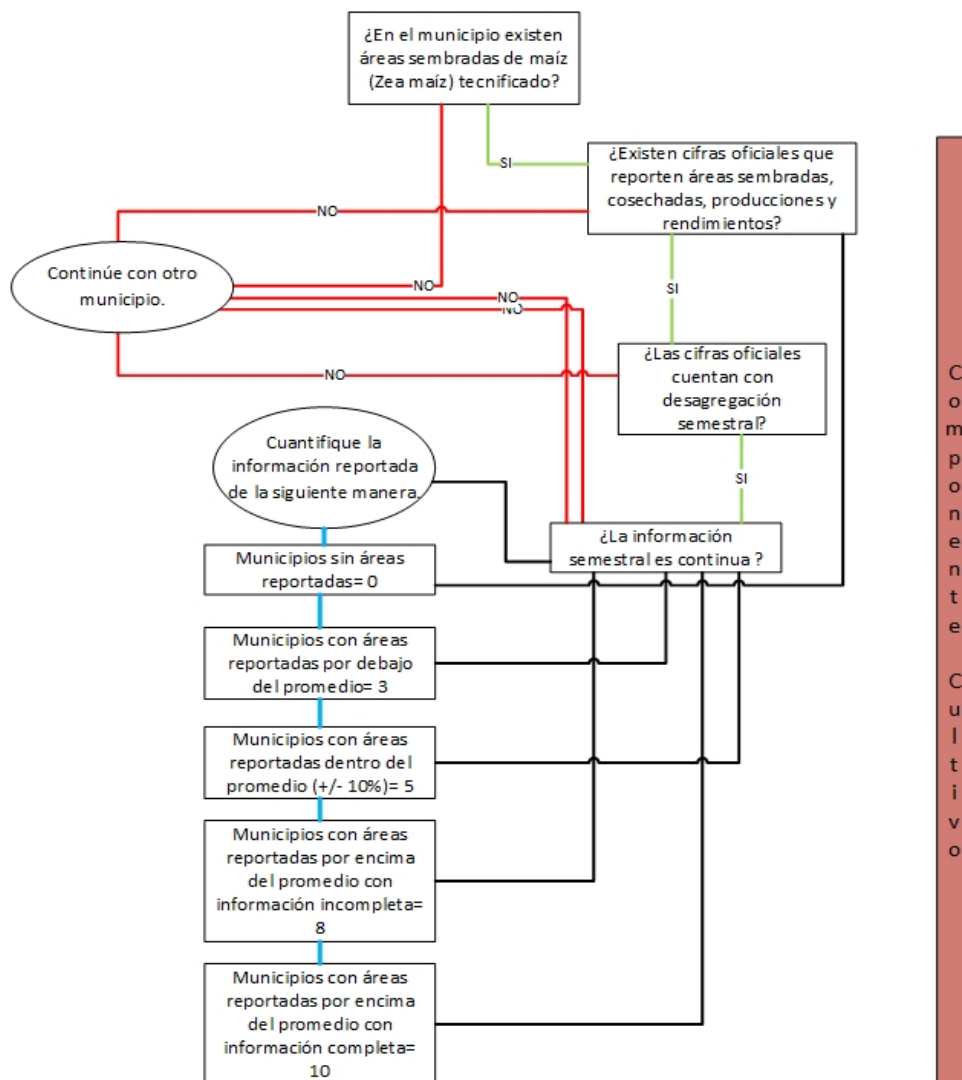 ¿En el municipio existen
áreas sembradas de maíz
(Zea maíz) tecnificado?
SI
¿Existen cifras oficiales que
reporten áreas sembradas,
cosechadas, producciones y
rendimientos?
NO
Continúe con otro
municipio.
NO
SI
NO
NO
¿Las cifras oficiales
cuentan con
desagregación
semestral?
NO
SI
Cuantifique la
información reportada
de la siguiente manera.
¿La información
semestral es continua ?
Municipios sin áreas
reportadas= 0
Municipios con áreas
reportadas por debajo
del promedio= 3
Municipios con áreas
reportadas dentro del
promedio (+/- 10%)= 5
Municipios con áreas
reportadas por encima
del promedio con
información incompleta=
8
Municipios con áreas
reportadas por encima
del promedio con
información completa=
10
Componente Cultivo